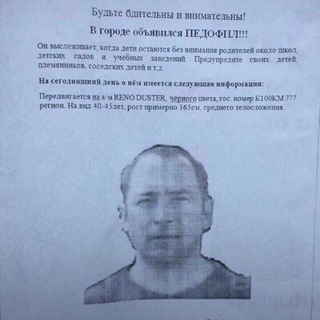 Будьте бдительны и внимательны!
В городе объявился ПЕДОФИЛ!!!
Он выслеживает, когда дети остаются без внимания родителей около школ,
детских садов и учебных заведений. Предупредите своих детей,
племянников, соседских детей и т.д.
На сегодняшний день о нём имеется следующая информация:
Передвигается на а/м RENO DUSTER, чёрного цвета, гос. номер К100КМ 777
регион. На вид 40-45лет, рост примерно 165см, среднего телосложения.